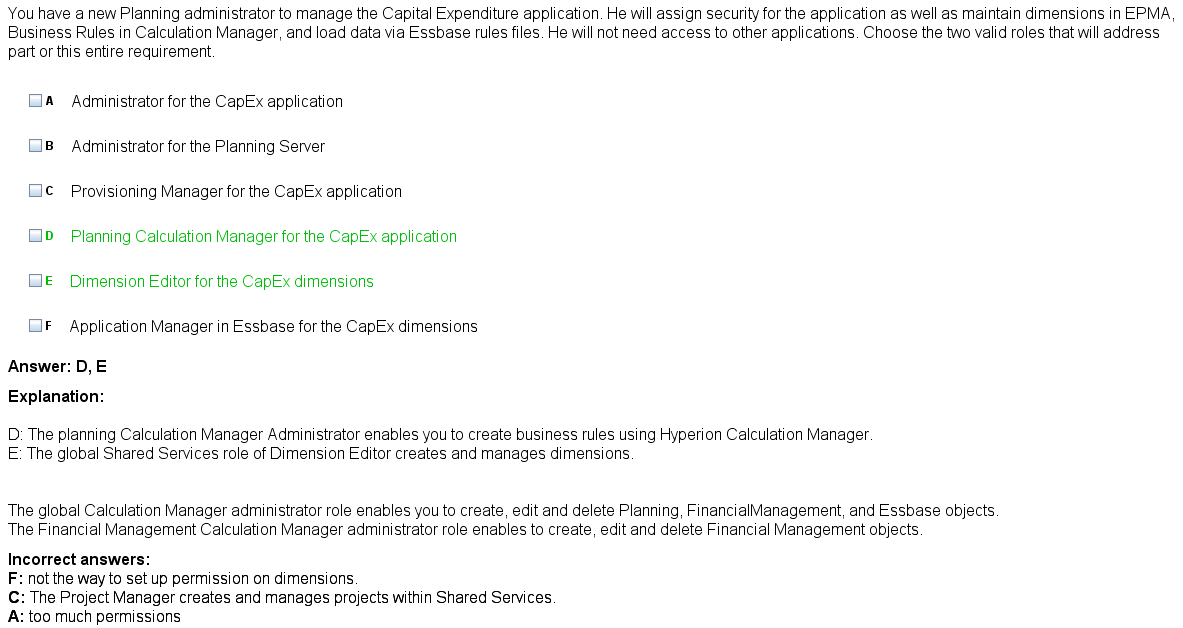 You have a new Planning administrator to manage the Capital Expenditure application. He will assign security for the application as well as maintain dimensions in EPMA,
Business Rules in Calculation Manager, and load data via Essbase rules files. He will not need access to other applications. Choose the two valid roles that will address
part or this entire requirement.
A Administrator for the CapEx application
B Administrator for the Planning Server
C Provisioning Manager for the CapEx application
D Planning Calculation Manager for the CapEx application
E Dimension Editor for the CapEx dimensions
F Application Manager in Essbase for the CapEx dimensions
Answer: D, E
Explanation:
D: The planning Calculation Manager Administrator enables you to create business rules using Hyperion Calculation Manager.
E: The global Shared Services role of Dimension Editor creates and manages dimensions.
The global Calculation Manager administrator role enables you to create, edit and delete Planning, FinancialManagement, and Essbase objects.
The Financial Management Calculation Manager administrator role enables to create, edit and delete Financial Management objects.
Incorrect answers:
F: not the way to set up permission on dimensions.
C: The Project Manager creates and manages projects within Shared Services.
A: too much permissions